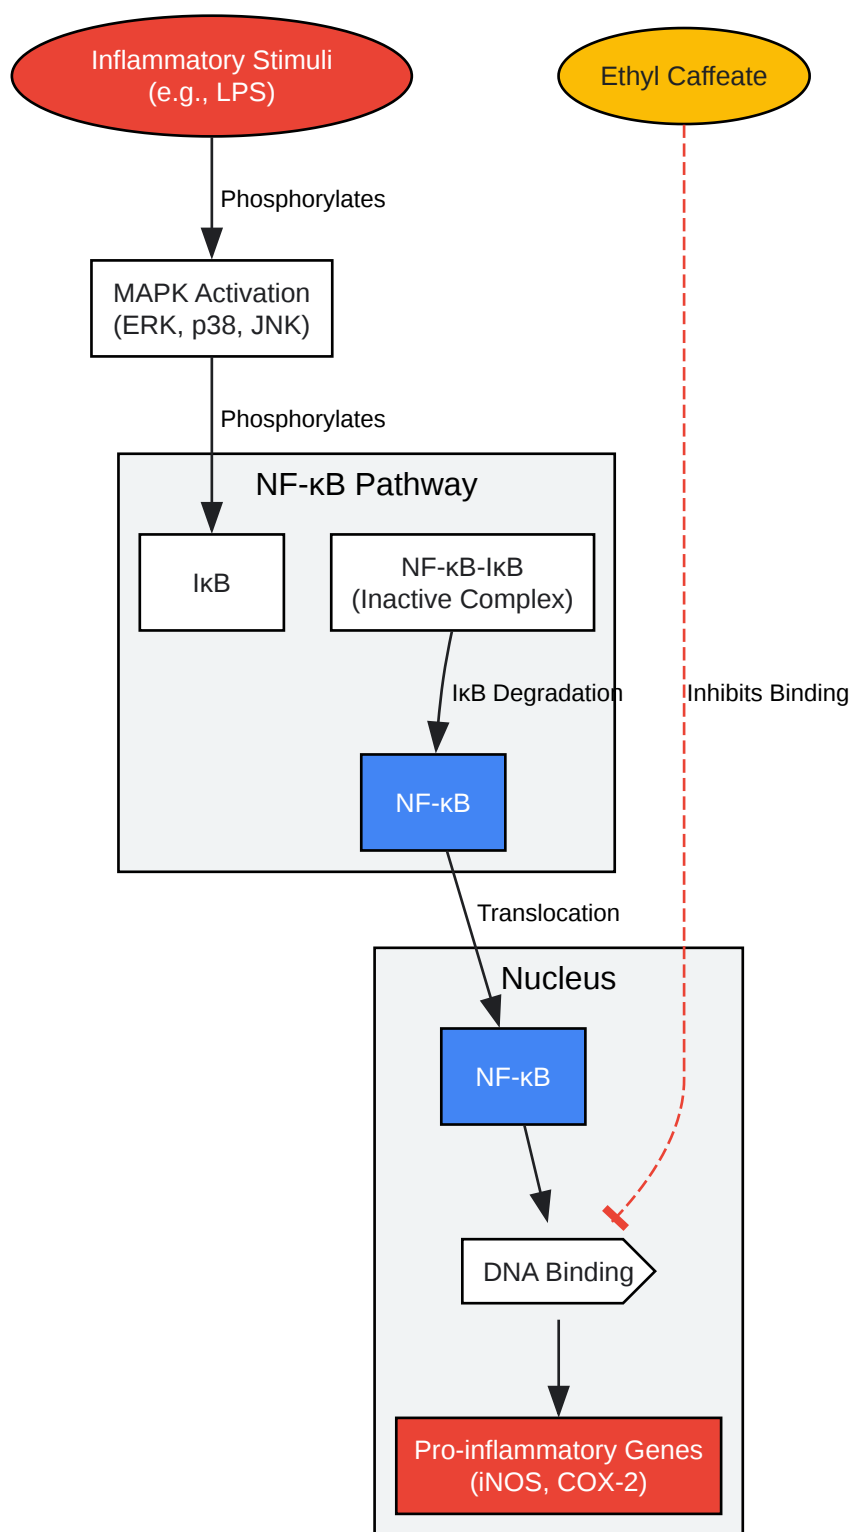 Inflammatory Stimuli
(e.g., LPS)
Ethyl Caffeate
Phosphorylates
MAPK Activation
(ERK, p38, JNK)
Phosphorylates
NF-κB Pathway
IκB
NF-κB-IκB
(Inactive Complex)
IκB Degradation
Inhibits Binding
NF-κB
Translocation
Nucleus
NF-κB
DNA Binding
Pro-inflammatory Genes
(iNOS, COX-2)